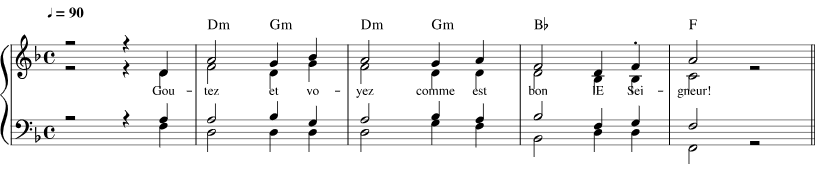 ♩ = 90
Dm Gm Dm Gm B♭ F
Gou - tez et vo - yez comme est bon lE Sei - gneur!